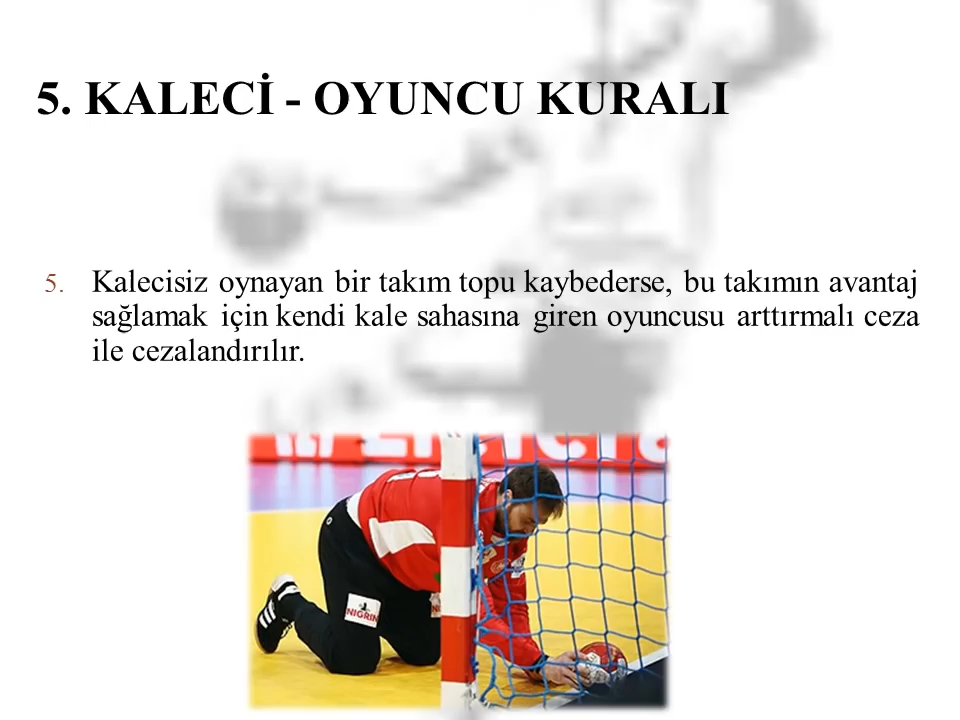 5. KALECİ - OYUNCU KURALI
5. Kalecisiz oynayan bir takım topu kaybederse, bu takımın avantaj
sağlamak için kendi kale sahasına giren oyuncusu arttırmalı ceza
ile cezalandırılır.
NIGRIN